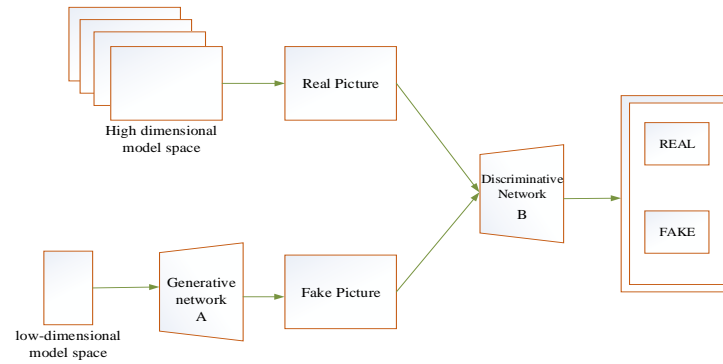 High dimensional
model space
Real Picture
Discriminative
Network
B
REAL
FAKE
low-dimensional
model space
Generative
network
A
Fake Picture